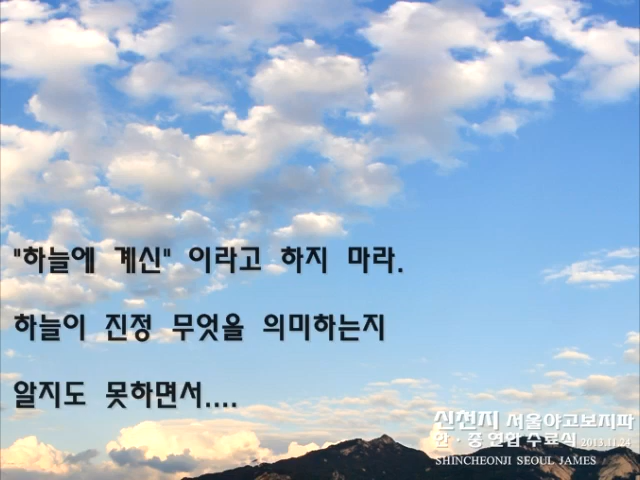 "하늘에 계신" 이라고 하지 마라.
하늘이 진정 무엇을 의미하는지
알지도 못하면서....
신천지 서울야고보지파
한·중 연합 수료식 2013.11.24
SHINCHEONJI SEOUL JAMES